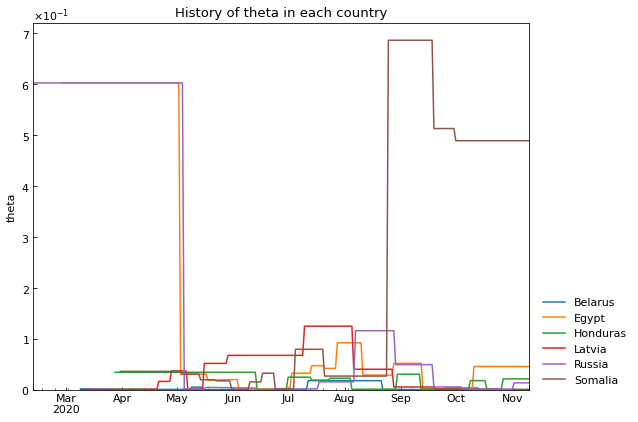 History of theta in each country
×10⁻¹
7
6
5
4
3
2
1
0
theta
Mar Apr May Jun Jul Aug Sep Oct Nov
2020
Belarus
Egypt
Honduras
Latvia
Russia
Somalia